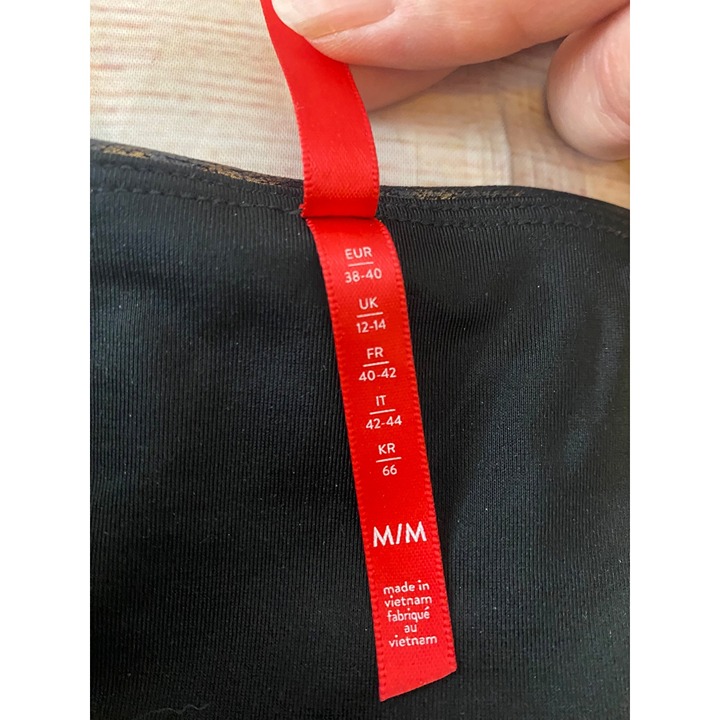 EUR
38-40
UK
12-14
FR
40-42
IT
42-44
KR
66
M/M
made in
vietnam
fabriqué
au
vietnam